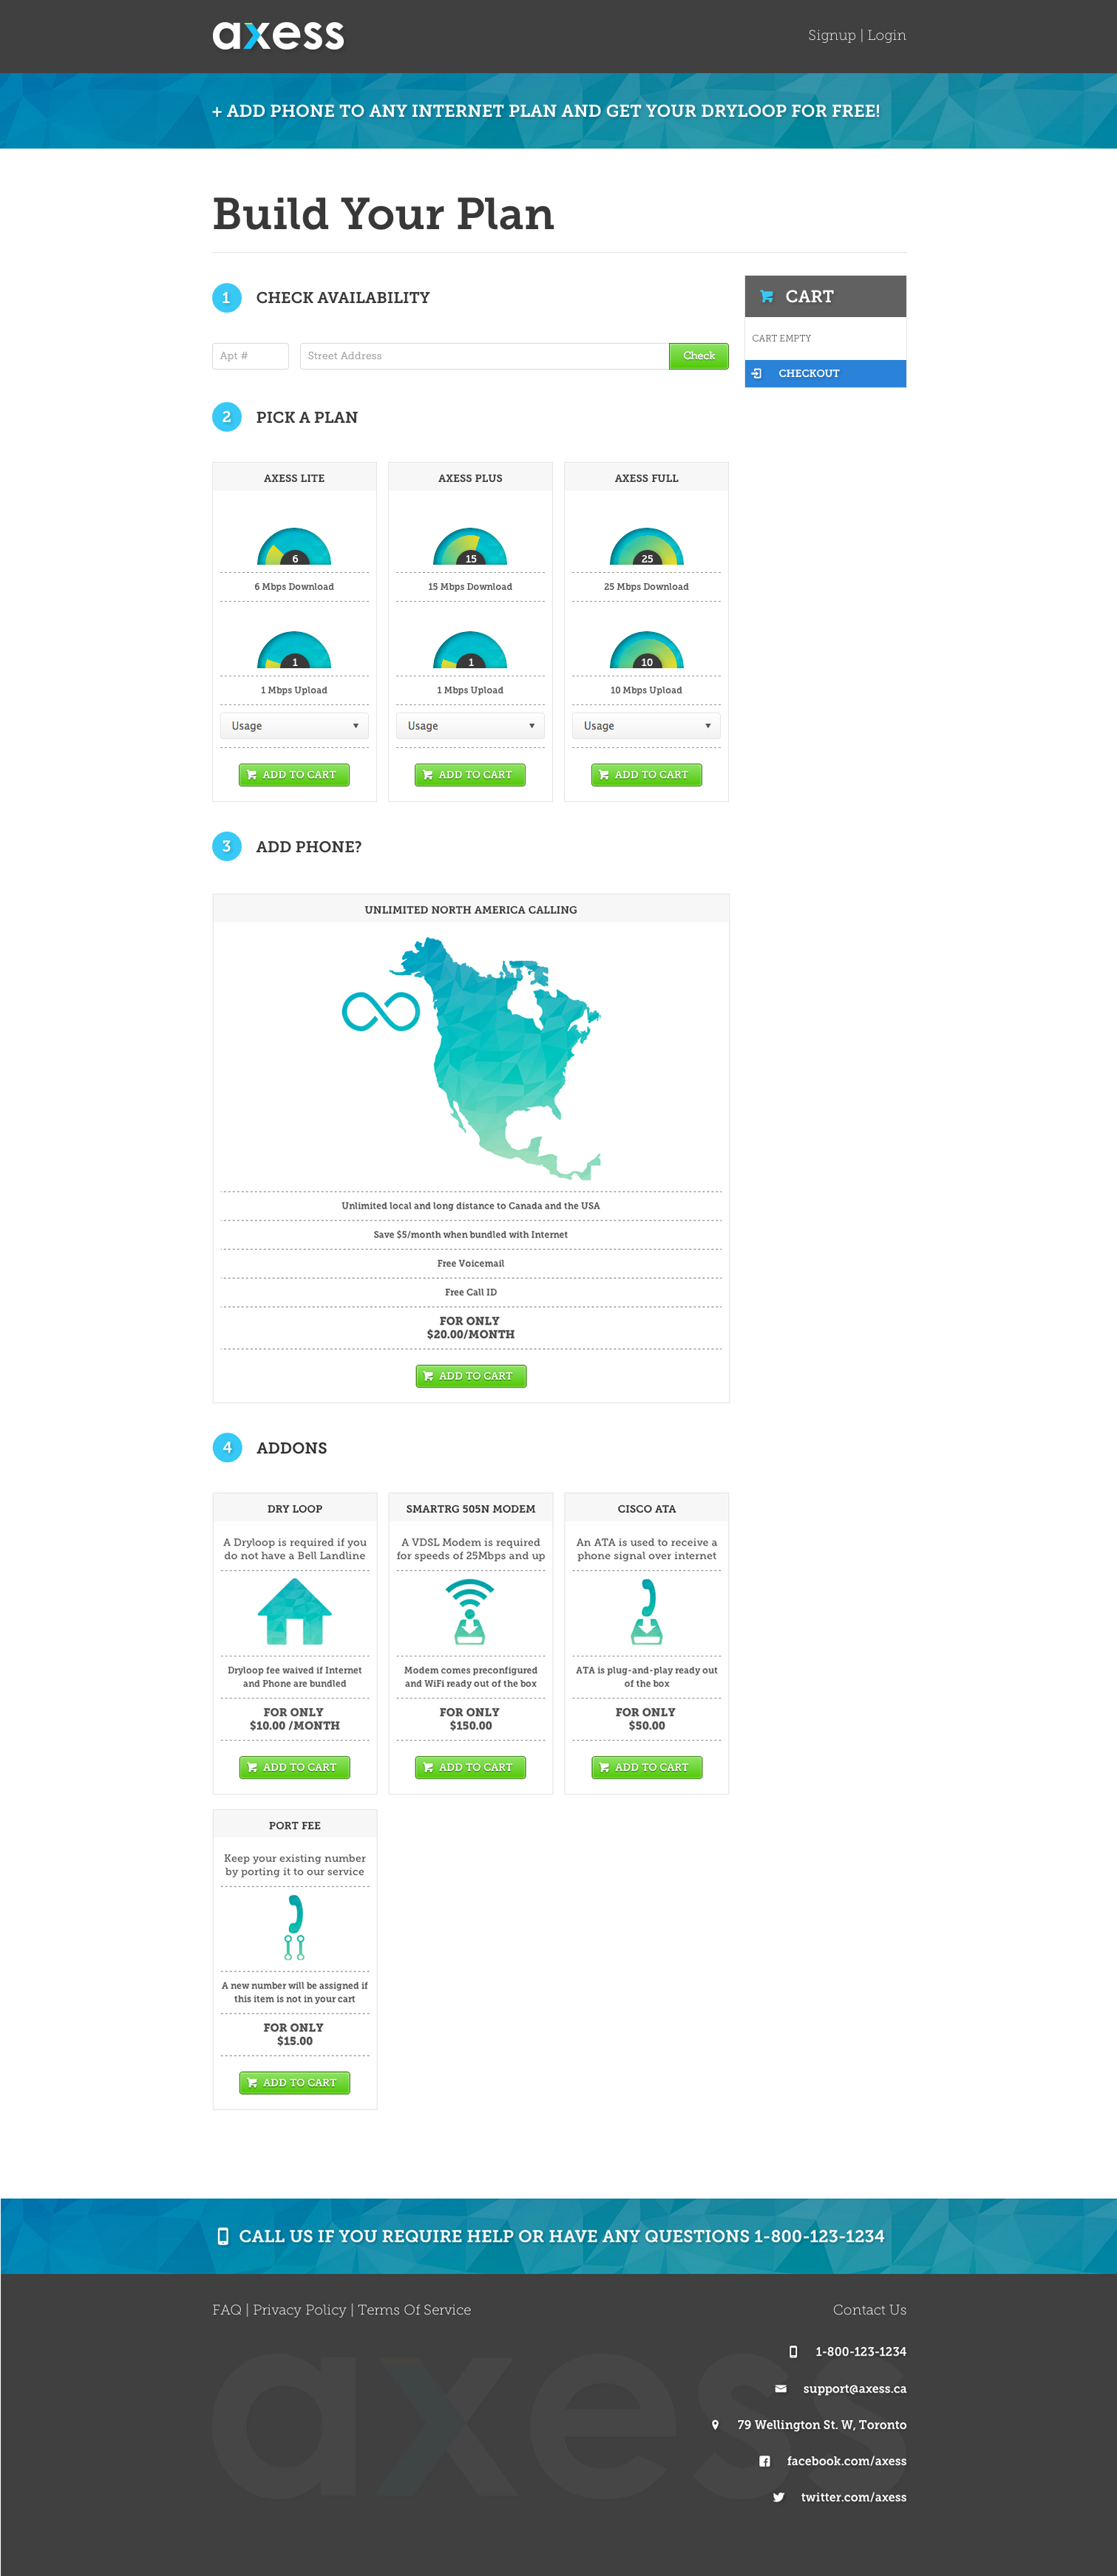 axess
Signup | Login
+ ADD PHONE TO ANY INTERNET PLAN AND GET YOUR DRYLOOP FOR FREE!
Build Your Plan
1 CHECK AVAILABILITY
Apt #
Street Address
Check
CART
CART EMPTY
CHECKOUT
2 PICK A PLAN
AXESS LITE
6
6 Mbps Download
1
1 Mbps Upload
Usage
ADD TO CART
AXESS PLUS
15
15 Mbps Download
1
1 Mbps Upload
Usage
ADD TO CART
AXESS FULL
25
25 Mbps Download
10
10 Mbps Upload
Usage
ADD TO CART
3 ADD PHONE?
UNLIMITED NORTH AMERICA CALLING
Unlimited local and long distance to Canada and the USA
Save $5/month when bundled with Internet
Free Voicemail
Free Call ID
FOR ONLY
$20.00/MONTH
ADD TO CART
4 ADDONS
DRY LOOP
A Dryloop is required if you
do not have a Bell Landline
Dryloop fee waived if Internet
and Phone are bundled
FOR ONLY
$10.00 /MONTH
ADD TO CART
SMARTRG 505N MODEM
A VDSL Modem is required
for speeds of 25Mbps and up
Modem comes preconfigured
and WiFi ready out of the box
FOR ONLY
$150.00
ADD TO CART
CISCO ATA
An ATA is used to receive a
phone signal over internet
ATA is plug-and-play ready out
of the box
FOR ONLY
$50.00
ADD TO CART
PORT FEE
Keep your existing number
by porting it to our service
A new number will be assigned if
this item is not in your cart
FOR ONLY
$15.00
ADD TO CART
CALL US IF YOU REQUIRE HELP OR HAVE ANY QUESTIONS 1-800-123-1234
FAQ | Privacy Policy | Terms Of Service
Contact Us
1-800-123-1234
support@axess.ca
79 Wellington St. W, Toronto
facebook.com/axess
twitter.com/axess
axess